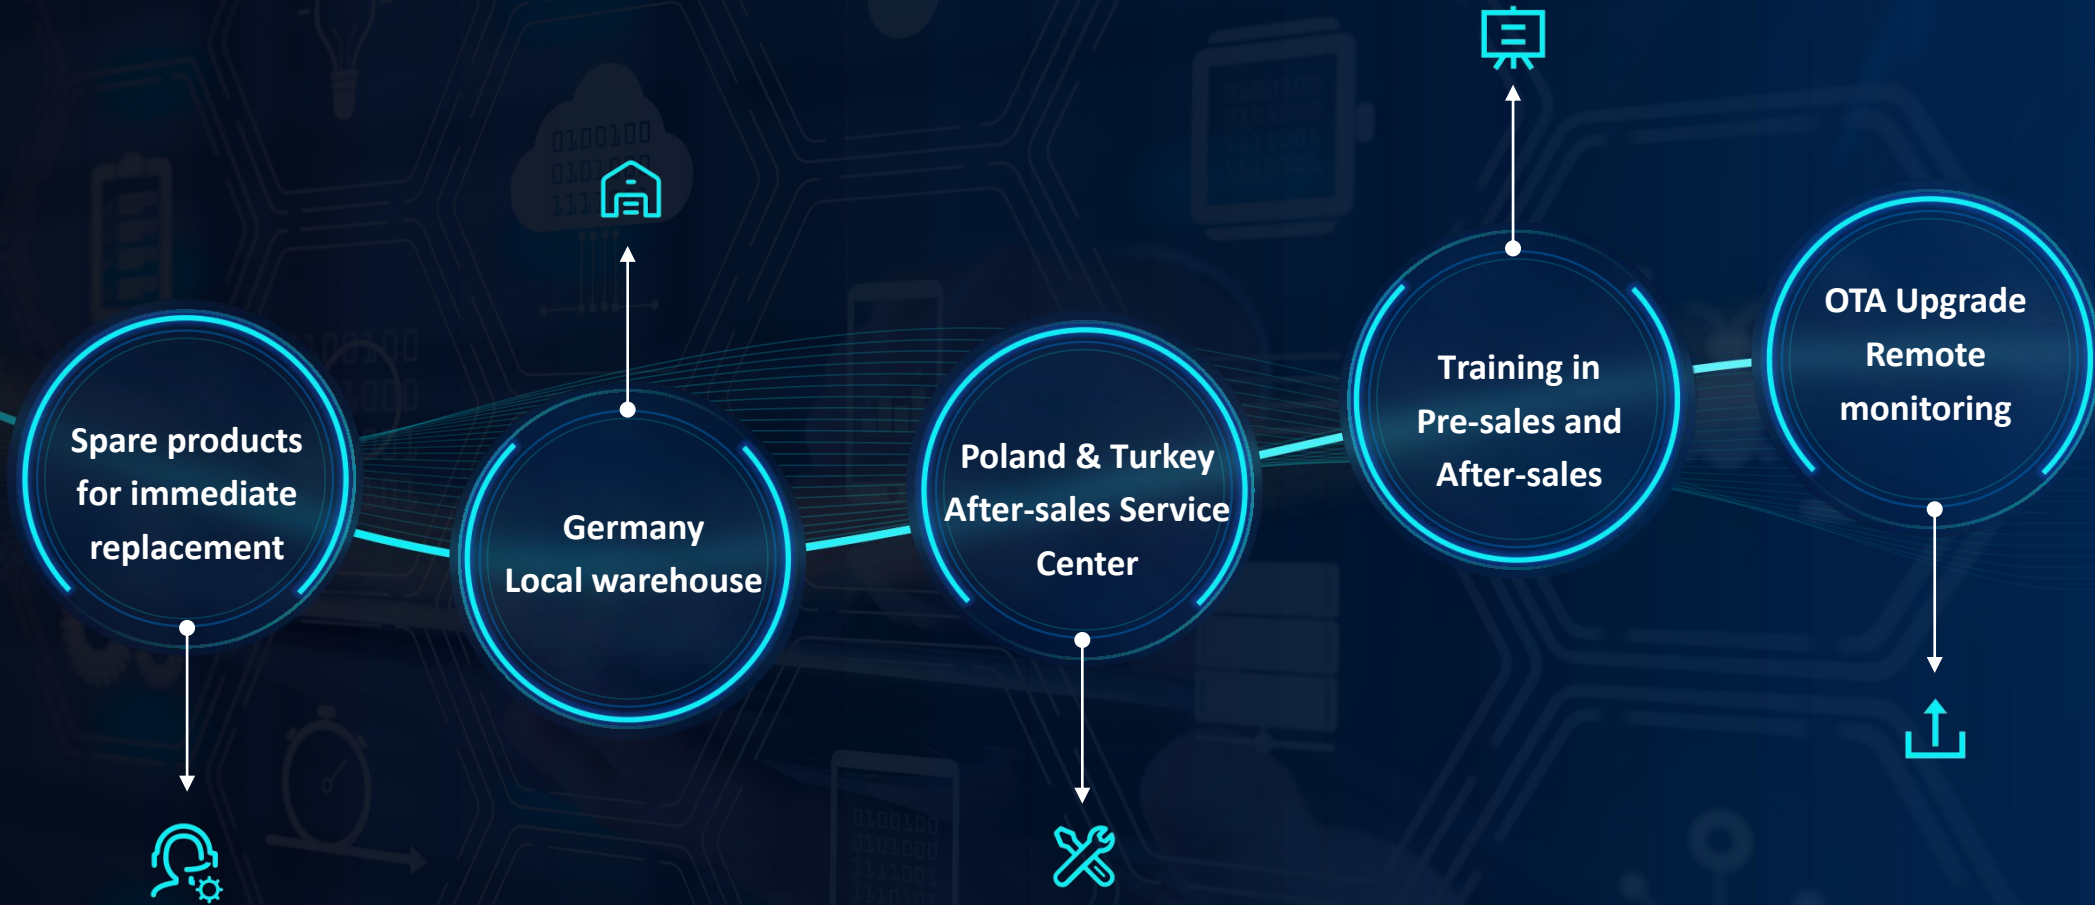 Spare products
for immediate
replacement
Germany
Local warehouse
Poland & Turkey
After-sales Service
Center
Training in
Pre-sales and
After-sales
OTA Upgrade
Remote
monitoring